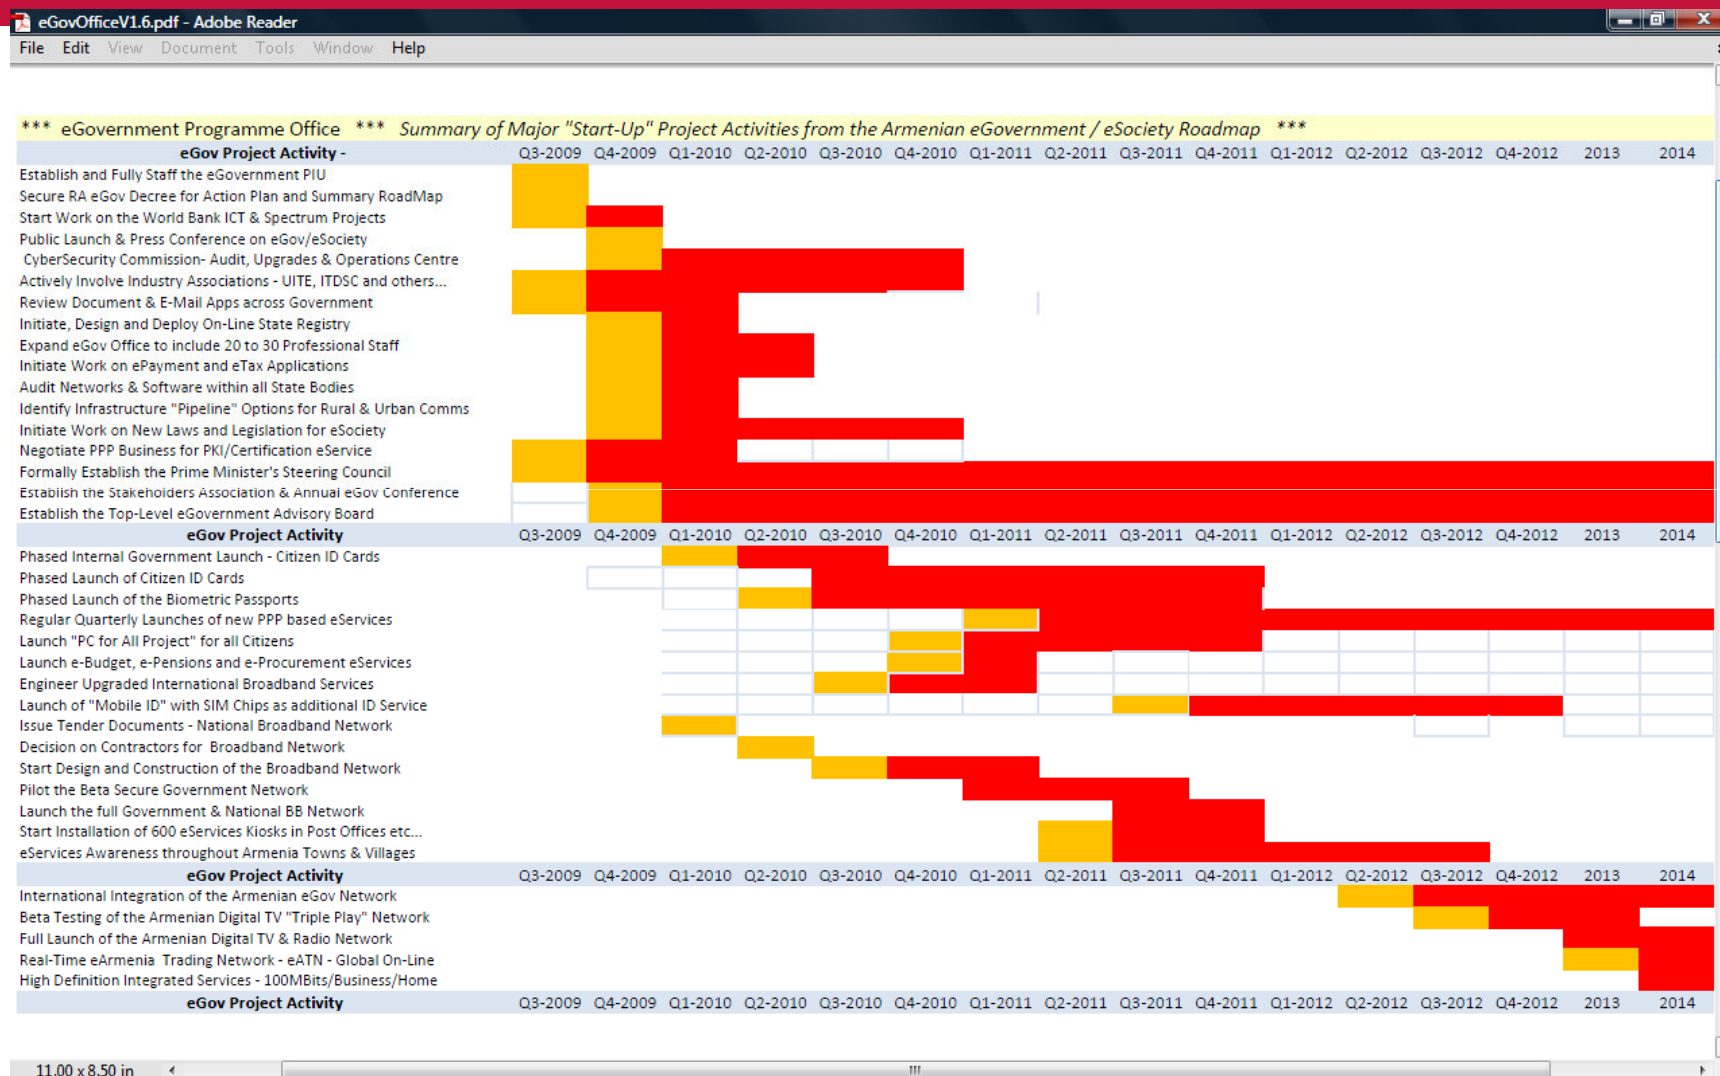 eGovOfficeV1.6.pdf - Adobe Reader
File Edit View Document Tools Window Help
*** eGovernment Programme Office *** Summary of Major "Start-Up" Project Activities from the Armenian eGovernment / eSociety Roadmap ***
eGov Project Activity - Q3-2009 Q4-2009 Q1-2010 Q2-2010 Q3-2010 Q4-2010 Q1-2011 Q2-2011 Q3-2011 Q4-2011 Q1-2012 Q2-2012 Q3-2012 Q4-2012 2013 2014
Establish and Fully Staff the eGovernment PIU
Secure RA eGov Decree for Action Plan and Summary RoadMap
Start Work on the World Bank ICT & Spectrum Projects
Public Launch & Press Conference on eGov/eSociety
CyberSecurity Commission- Audit, Upgrades & Operations Centre
Actively Involve Industry Associations - UITE, ITDSC and others...
Review Document & E-Mail Apps across Government
Initiate, Design and Deploy On-Line State Registry
Expand eGov Office to include 20 to 30 Professional Staff
Initiate Work on ePayment and eTax Applications
Audit Networks & Software within all State Bodies
Identify Infrastructure "Pipeline" Options for Rural & Urban Comms
Initiate Work on New Laws and Legislation for eSociety
Negotiate PPP Business for PKI/Certification eService
Formally Establish the Prime Minister's Steering Council
Establish the Stakeholders Association & Annual eGov Conference
Establish the Top-Level eGovernment Advisory Board
eGov Project Activity Q3-2009 Q4-2009 Q1-2010 Q2-2010 Q3-2010 Q4-2010 Q1-2011 Q2-2011 Q3-2011 Q4-2011 Q1-2012 Q2-2012 Q3-2012 Q4-2012 2013 2014
Phased Internal Government Launch - Citizen ID Cards
Phased Launch of Citizen ID Cards
Phased Launch of the Biometric Passports
Regular Quarterly Launches of new PPP based eServices
Launch "PC for All Project" for all Citizens
Launch e-Budget, e-Pensions and e-Procurement eServices
Engineer Upgraded International Broadband Services
Launch of "Mobile ID" with SIM Chips as additional ID Service
Issue Tender Documents - National Broadband Network
Decision on Contractors for Broadband Network
Start Design and Construction of the Broadband Network
Pilot the Beta Secure Government Network
Launch the full Government & National BB Network
Start Installation of 600 eServices Kiosks in Post Offices etc...
eServices Awareness throughout Armenia Towns & Villages
eGov Project Activity Q3-2009 Q4-2009 Q1-2010 Q2-2010 Q3-2010 Q4-2010 Q1-2011 Q2-2011 Q3-2011 Q4-2011 Q1-2012 Q2-2012 Q3-2012 Q4-2012 2013 2014
International Integration of the Armenian eGov Network
Beta Testing of the Armenian Digital TV "Triple Play" Network
Full Launch of the Armenian Digital TV & Radio Network
Real-Time eArmenia Trading Network - eATN - Global On-Line
High Definition Integrated Services - 100MBits/Business/Home
eGov Project Activity Q3-2009 Q4-2009 Q1-2010 Q2-2010 Q3-2010 Q4-2010 Q1-2011 Q2-2011 Q3-2011 Q4-2011 Q1-2012 Q2-2012 Q3-2012 Q4-2012 2013 2014
11.00 x 8.50 in